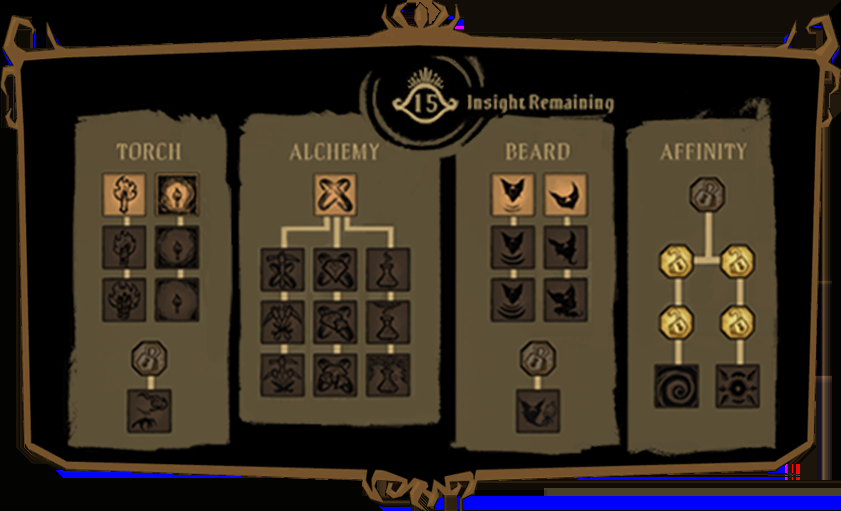 15 Insight Remaining
TORCH
ALCHEMY
BEARD
AFFINITY